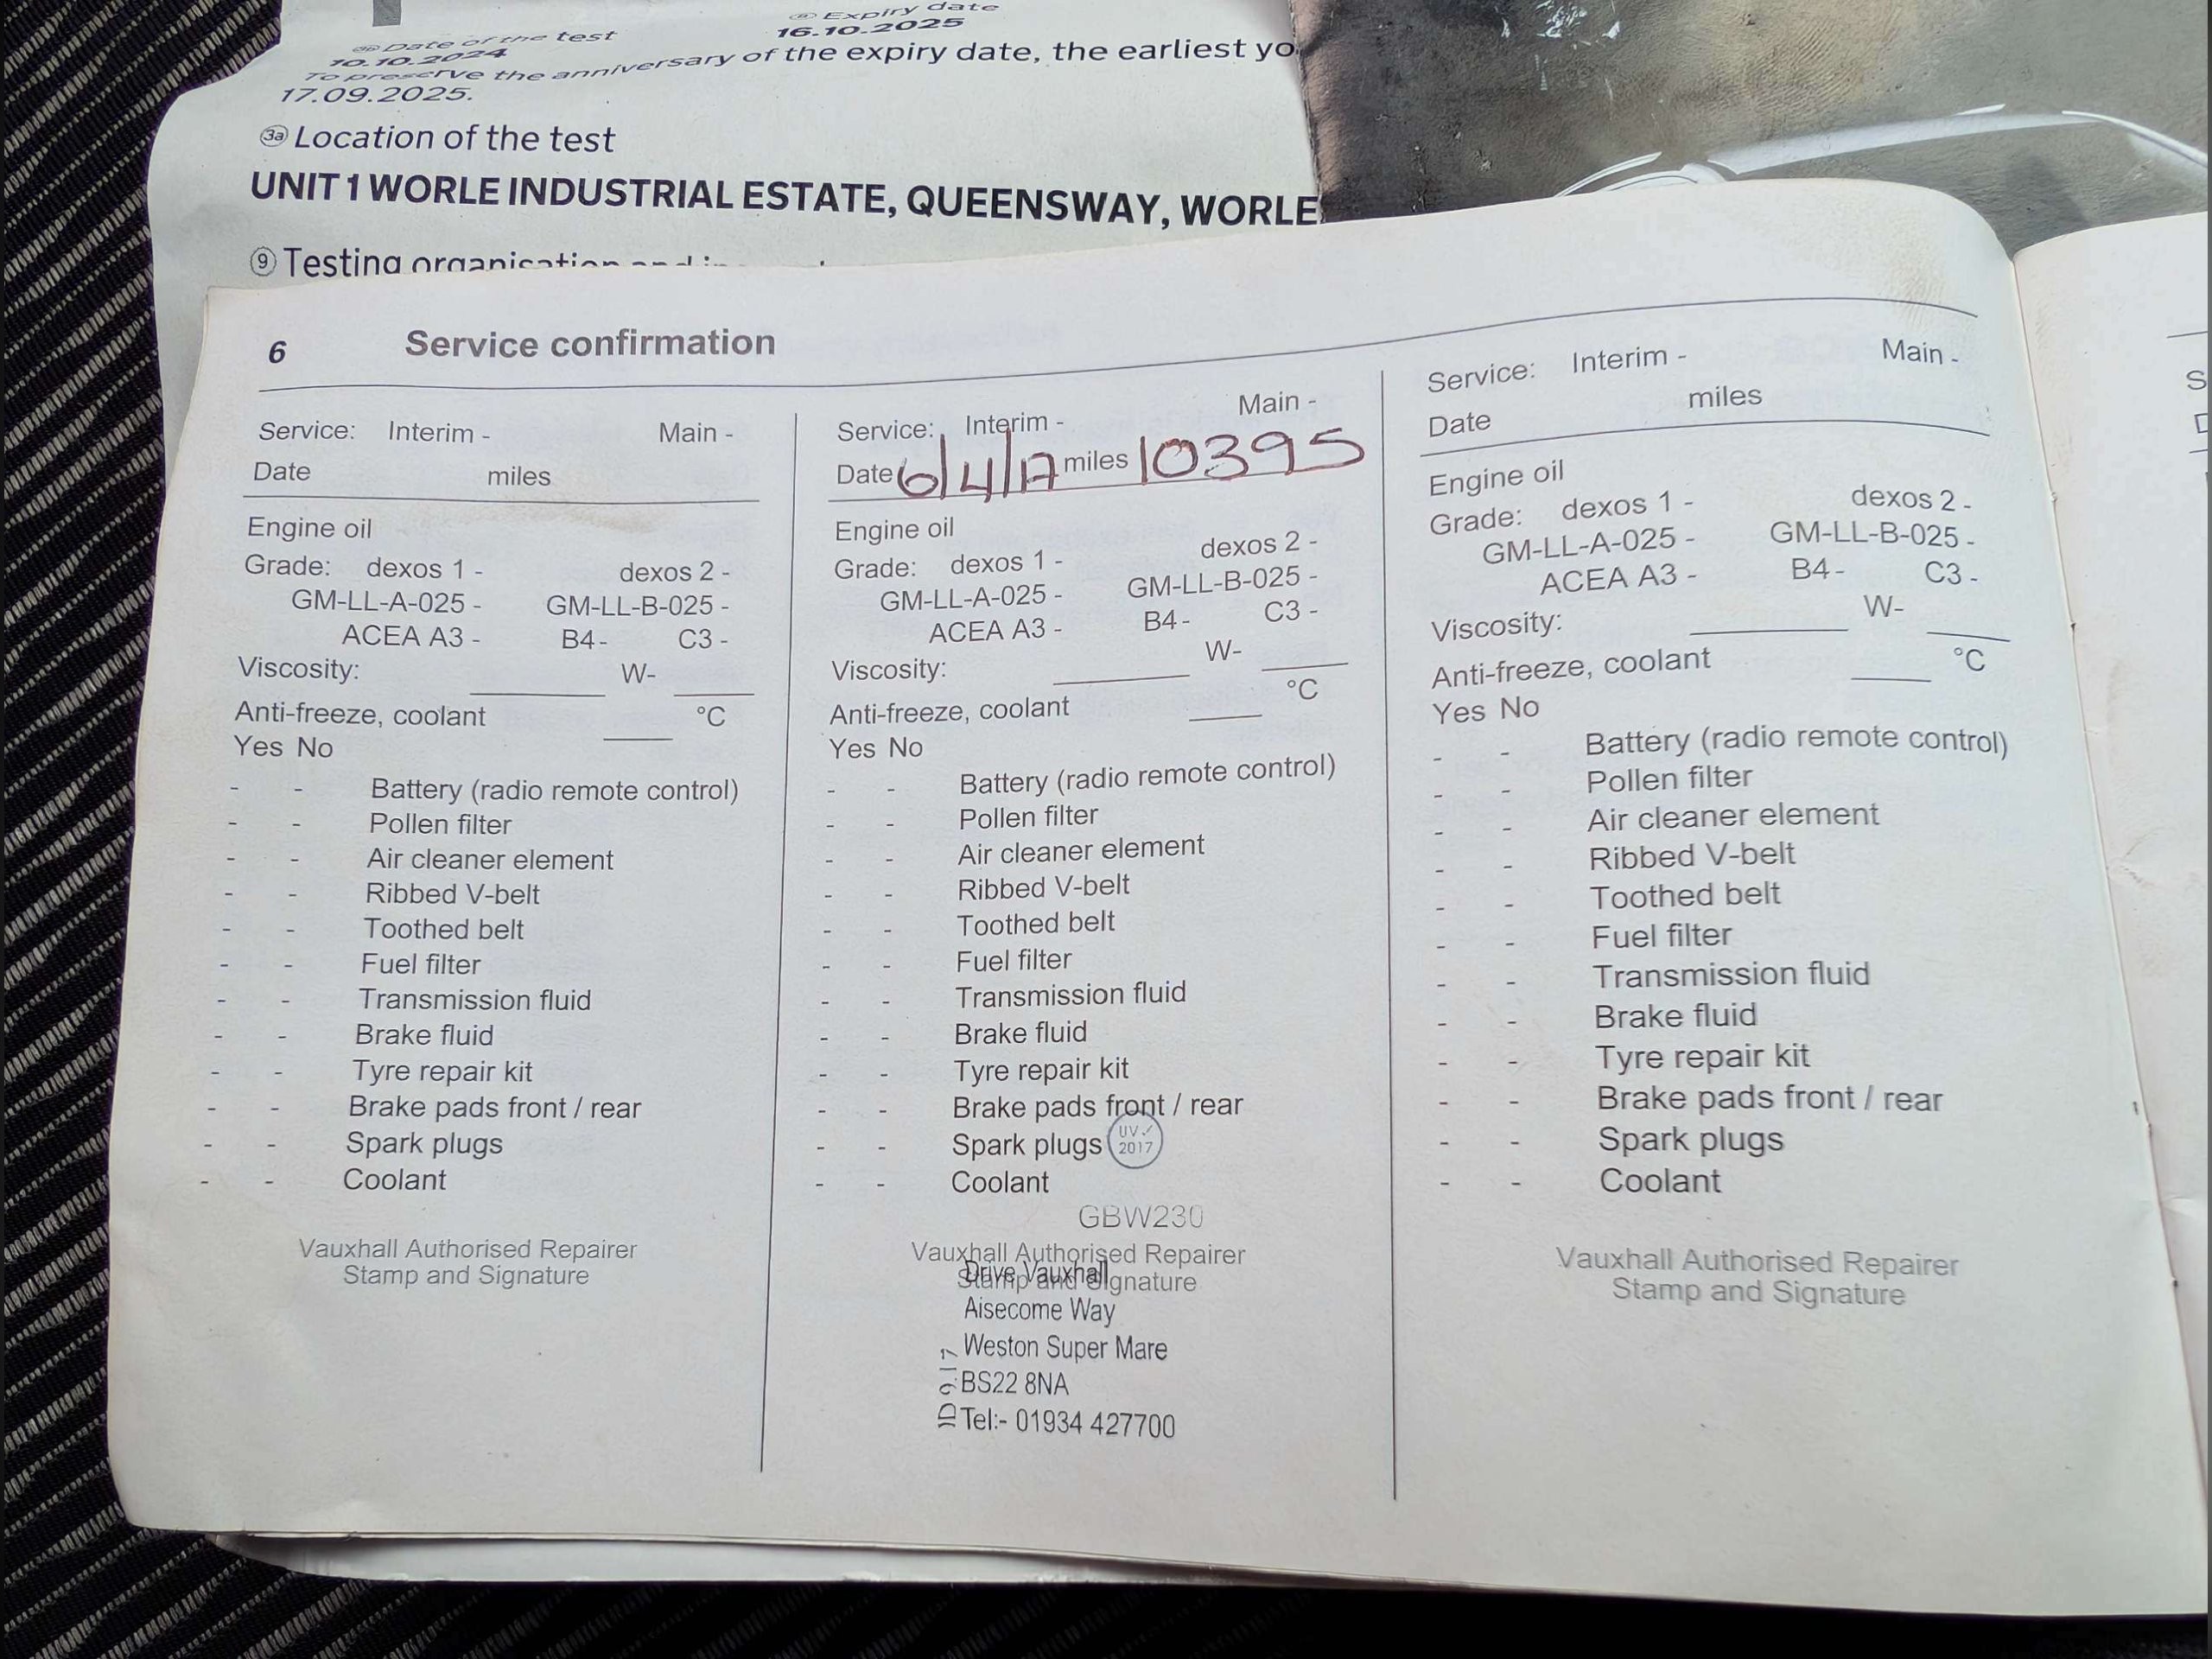 Date of the test
10.10.2024
Expiry date
16.10.2025
To preserve the anniversary of the expiry date, the earliest yo
17.09.2025.
3a Location of the test
UNIT 1 WORLE INDUSTRIAL ESTATE, QUEENSWAY, WORLE
9 Testing organisation and
6 Service confirmation
Service: Interim - Main -
Date miles
Engine oil
Grade: dexos 1 - dexos 2 -
GM-LL-A-025 - GM-LL-B-025 -
ACEA A3 - B4 - C3 -
Viscosity: ______ W- ______
Anti-freeze, coolant ______ °C
Yes No
- - Battery (radio remote control)
- - Pollen filter
- - Air cleaner element
- - Ribbed V-belt
- - Toothed belt
- - Fuel filter
- - Transmission fluid
- - Brake fluid
- - Tyre repair kit
- - Brake pads front / rear
- - Spark plugs
- - Coolant
Vauxhall Authorised Repairer
Stamp and Signature
Service: Interim - Main -
Date 6/4/17 miles 10395
Engine oil
Grade: dexos 1 - dexos 2 -
GM-LL-A-025 - GM-LL-B-025 -
ACEA A3 - B4 - C3 -
Viscosity: ______ W- ______
Anti-freeze, coolant ______ °C
Yes No
- - Battery (radio remote control)
- - Pollen filter
- - Air cleaner element
- - Ribbed V-belt
- - Toothed belt
- - Fuel filter
- - Transmission fluid
- - Brake fluid
- - Tyre repair kit
- - Brake pads front / rear
- - Spark plugs
UV✓
2017
- - Coolant
GBW230
Vauxhall Authorised Repairer
Stamp and Signature
Drive Vauxhall
Aisecome Way
Weston Super Mare
BS22 8NA
Tel:- 01934 427700
Service: Interim - Main -
Date miles
Engine oil
Grade: dexos 1 - dexos 2 -
GM-LL-A-025 - GM-LL-B-025 -
ACEA A3 - B4 - C3 -
Viscosity: ______ W- ______
Anti-freeze, coolant ______ °C
Yes No
- - Battery (radio remote control)
- - Pollen filter
- - Air cleaner element
- - Ribbed V-belt
- - Toothed belt
- - Fuel filter
- - Transmission fluid
- - Brake fluid
- - Tyre repair kit
- - Brake pads front / rear
- - Spark plugs
- - Coolant
Vauxhall Authorised Repairer
Stamp and Signature